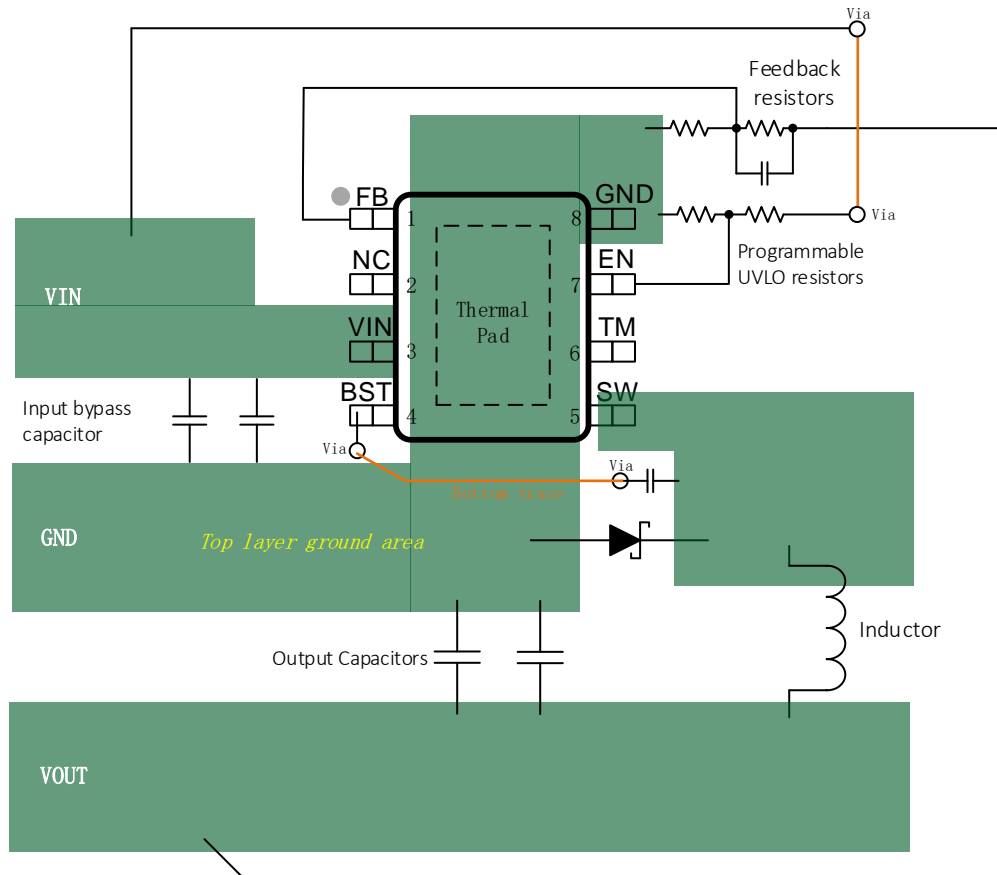 Via
Feedback
resistors
FB
1
8
GND
Via
NC
2
7
EN
Programmable
UVLO resistors
VIN
Thermal
Pad
VIN
3
6
TM
BST
4
5
SW
Input bypass
capacitor
Via
Via
Bottom trace
GND
Top layer ground area
Inductor
Output Capacitors
VOUT